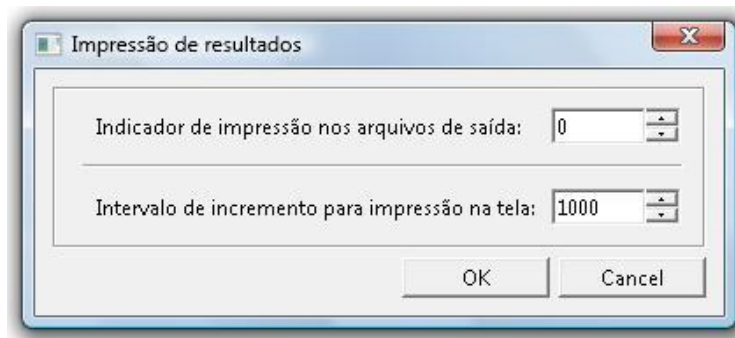 Impressão de resultados
Indicador de impressão nos arquivos de saída: 0
Intervalo de incremento para impressão na tela: 1000
OK Cancel